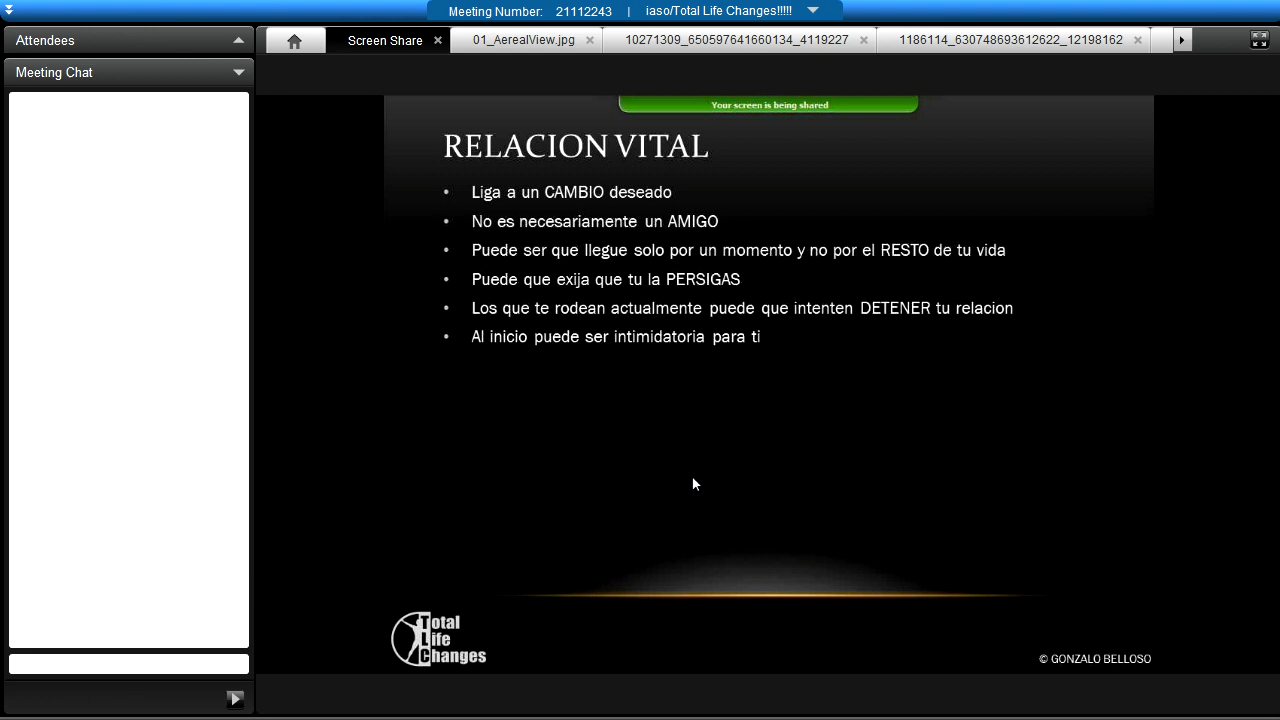 Meeting Number: 21112243 | iaso/Total Life Changes!!!!!
Attendees
Screen Share
01_AerealView.jpg
10271309_650597641660134_4119227
1186114_630748693612622_12198162
Meeting Chat
Your screen is being shared
RELACION VITAL
• Liga a un CAMBIO deseado
• No es necesariamente un AMIGO
• Puede ser que llegue solo por un momento y no por el RESTO de tu vida
• Puede que exija que tu la PERSIGAS
• Los que te rodean actualmente puede que intenten DETENER tu relacion
• Al inicio puede ser intimidatoria para ti
Total
Life
Changes
© GONZALO BELLOSO